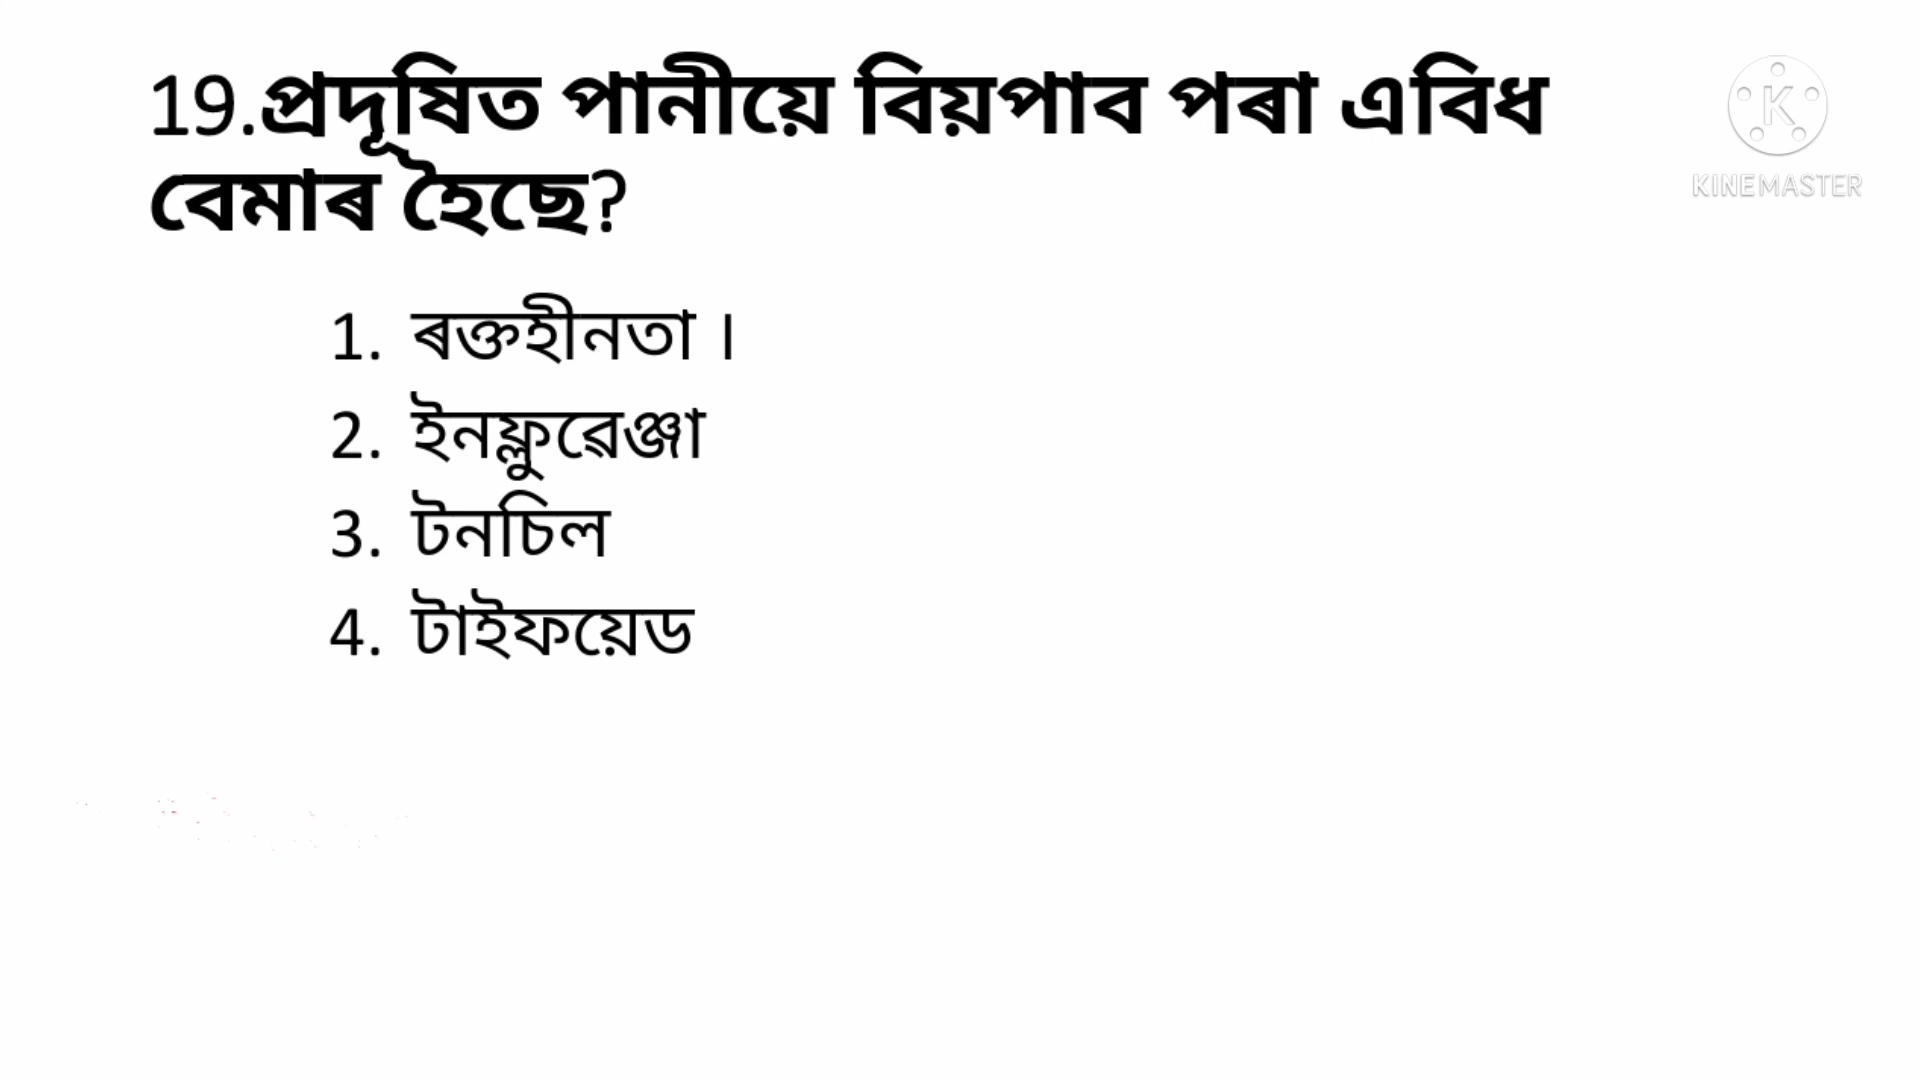 19.প্ৰদূষিত পানীয়ে বিয়পাব পৰা এবিধ
বেমাৰ হৈছে?
KINEMASTER
1. ৰক্তহীনতা ।
2. ইনফ্লুৱেঞ্জা
3. টনচিল
4. টাইফয়েড